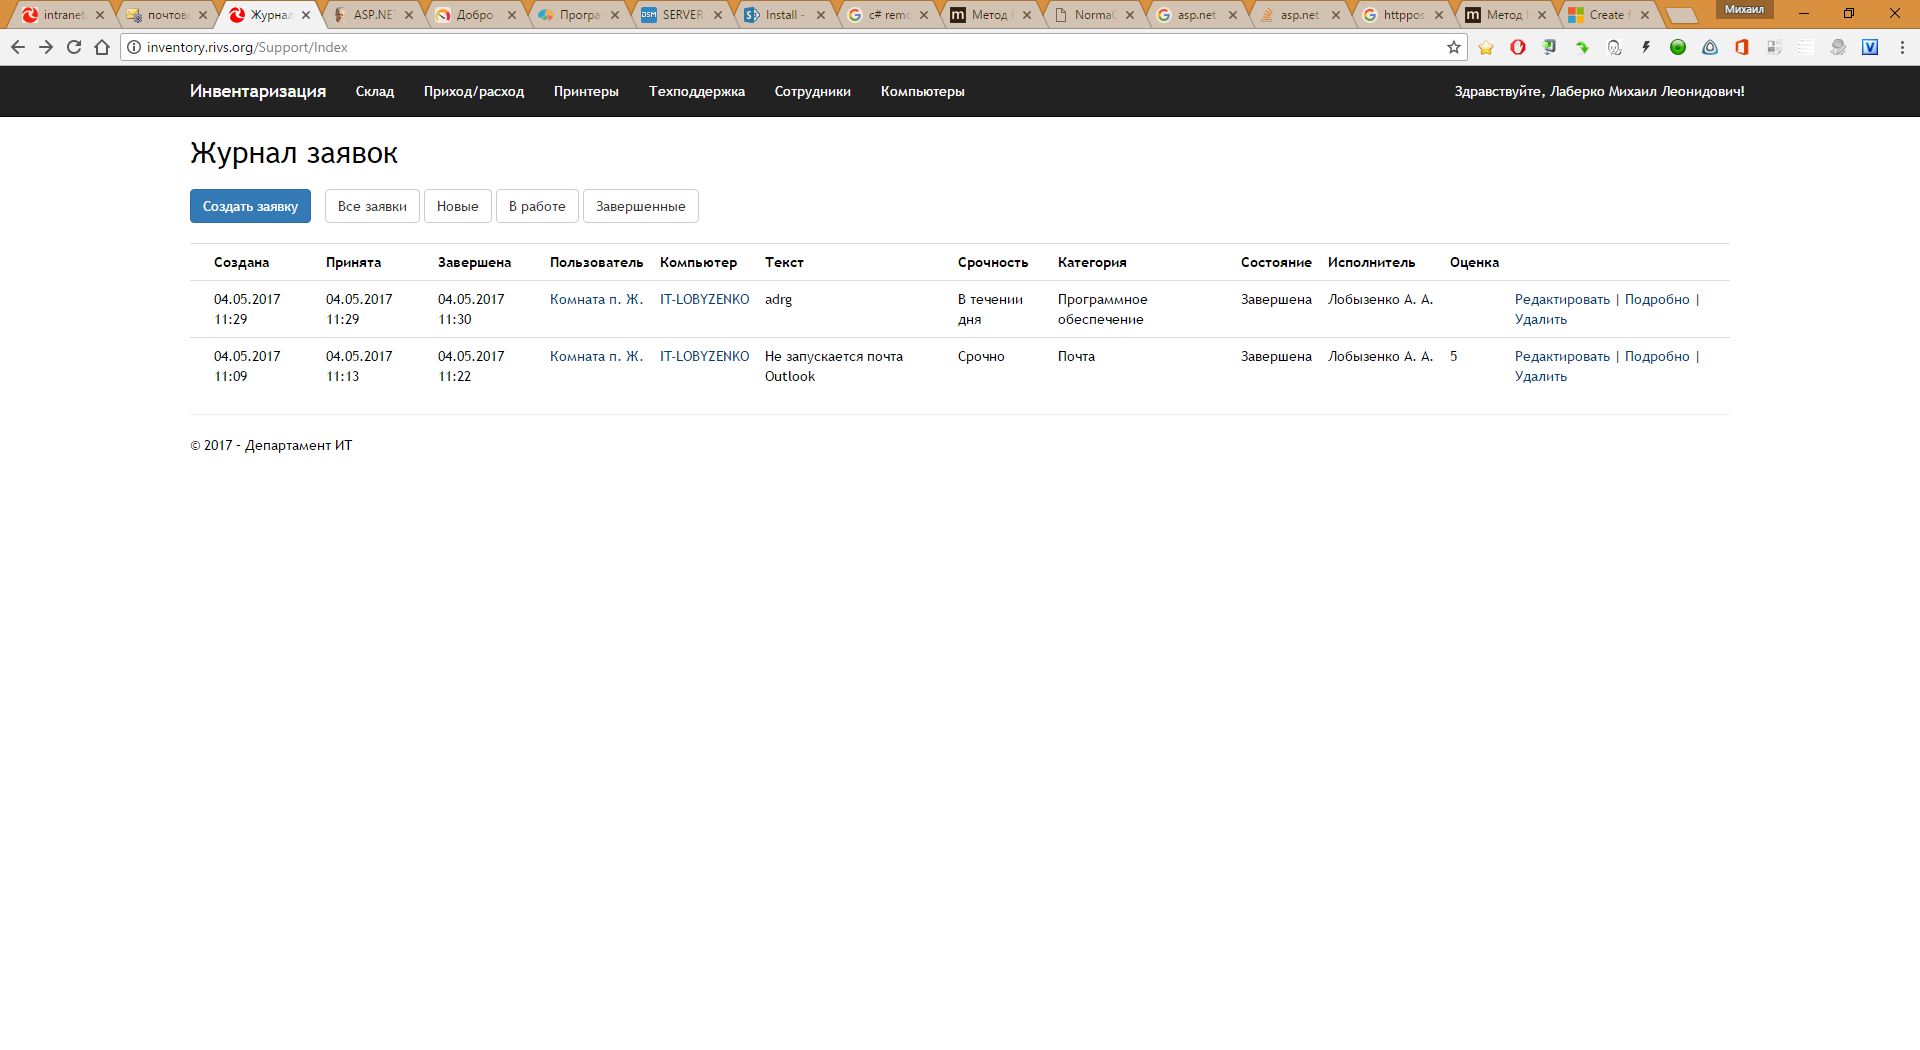 intranet
почтов
Журнал
ASP.NE
Добро
Програ
DSM SERVER
Install -
c# remo
Метод
Norma
asp.net
asp.net
httppos
Метод
Create f
Михаил
inventory.rivs.org/Support/Index
Инвентаризация Склад Приход/расход Принтеры Техподдержка Сотрудники Компьютеры Здравствуйте, Лаберко Михаил Леонидович!
Журнал заявок
Создать заявку Все заявки Новые В работе Завершенные
Создана Принята Завершена Пользователь Компьютер Текст Срочность Категория Состояние Исполнитель Оценка
04.05.2017 04.05.2017 04.05.2017 Комната п. Ж. IT-LOBYZENKO adrg В течении Программное Завершена Лобызенко А. А. Редактировать | Подробно |
11:29 11:29 11:30 дня обеспечение Удалить
04.05.2017 04.05.2017 04.05.2017 Комната п. Ж. IT-LOBYZENKO Не запускается почта Срочно Почта Завершена Лобызенко А. А. 5 Редактировать | Подробно |
11:09 11:13 11:22 Outlook Удалить
© 2017 - Департамент ИТ